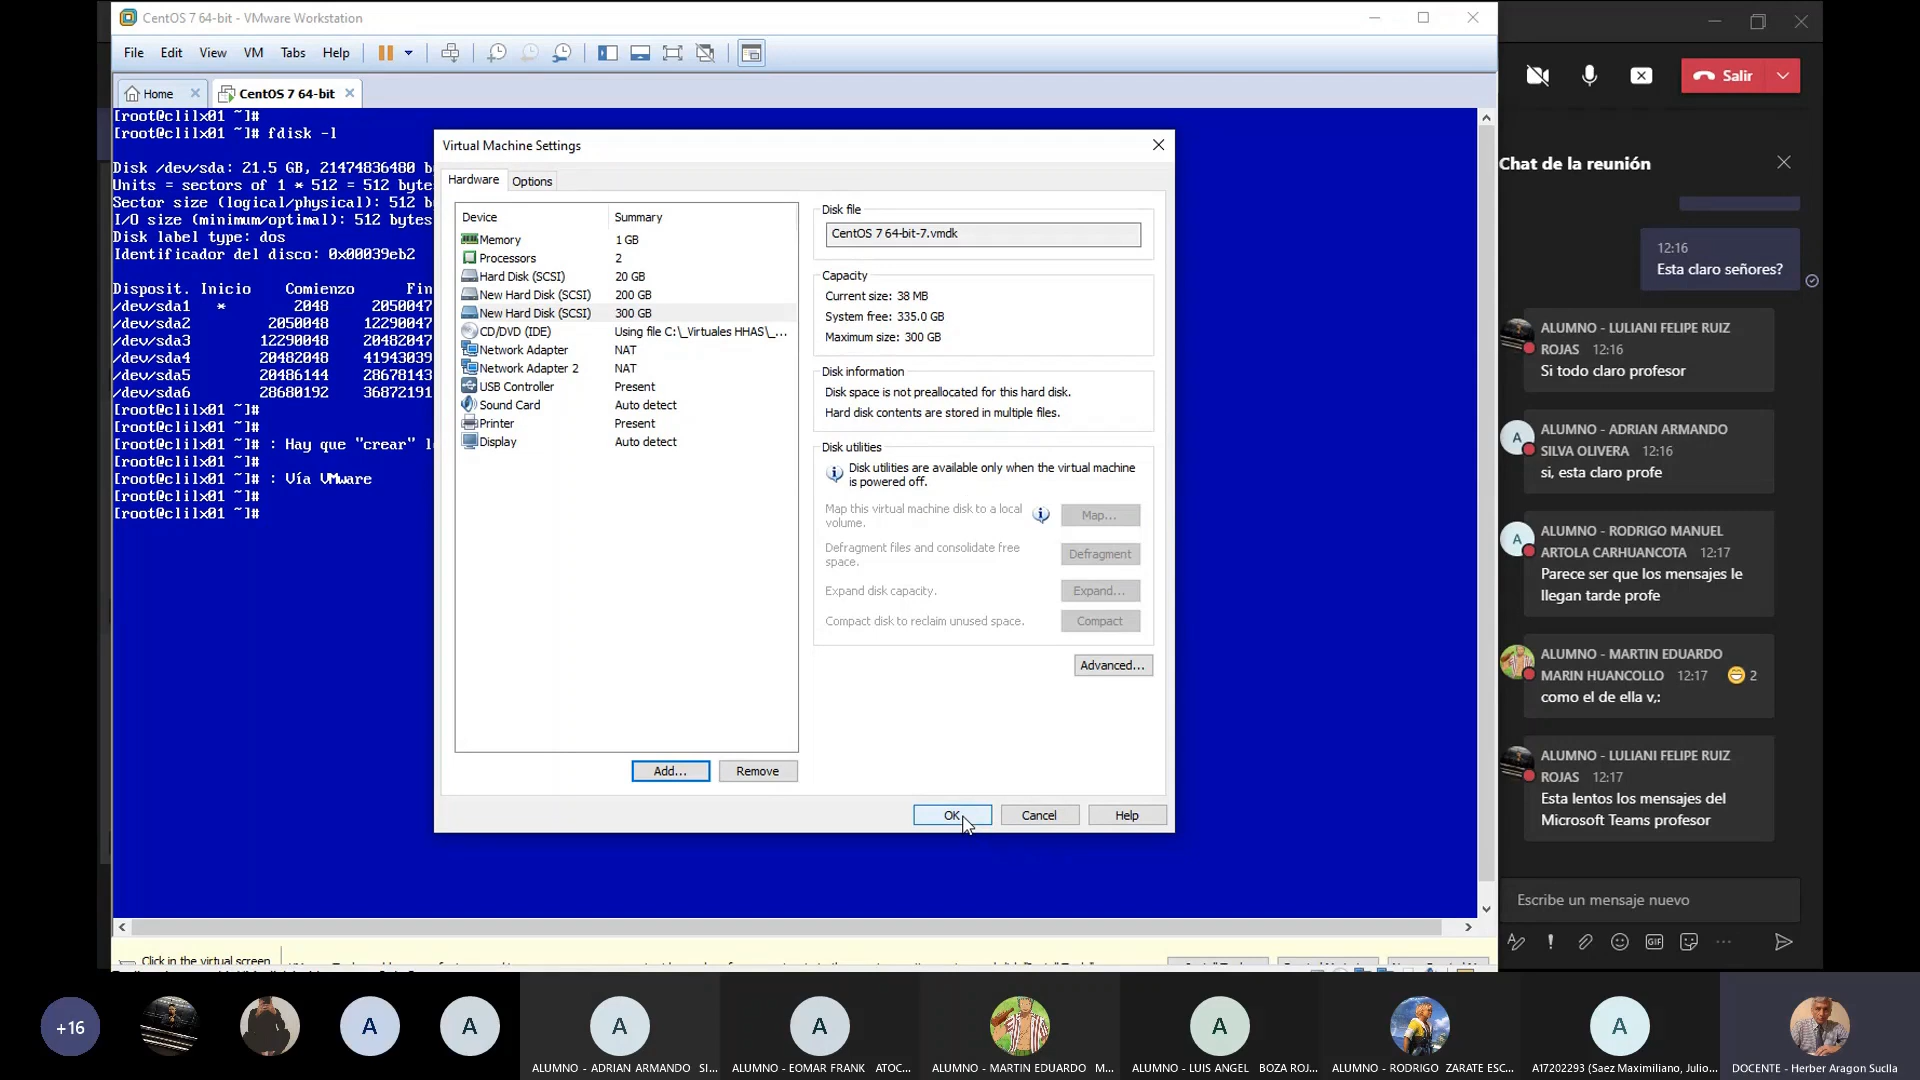 CentOS 7 64-bit - VMware Workstation
File Edit View VM Tabs Help
Home
CentOS 7 64-bit
[root@clilx01 ~]#
[root@clilx01 ~]# fdisk -l
Disk /dev/sda: 21.5 GB, 21474836480 b
Units = sectors of 1 * 512 = 512 byte
Sector size (logical/physical): 512 b
I/O size (minimum/optimal): 512 bytes
Disk label type: dos
Identificador del disco: 0x00039eb2
Disposit. Inicio Comienzo Fin
/dev/sda1 * 2048 2050047
/dev/sda2 2050048 12290047
/dev/sda3 12290048 20482047
/dev/sda4 20482048 41943039
/dev/sda5 20486144 28678143
/dev/sda6 28680192 36872191
[root@clilx01 ~]#
[root@clilx01 ~]#
[root@clilx01 ~]# : Hay que "crear" l
[root@clilx01 ~]#
[root@clilx01 ~]# : Vía VMware
[root@clilx01 ~]#
[root@clilx01 ~]#
Virtual Machine Settings
Hardware Options
Device Summary
Memory 1 GB
Processors 2
Hard Disk (SCSI) 20 GB
New Hard Disk (SCSI) 200 GB
New Hard Disk (SCSI) 300 GB
CD/DVD (IDE) Using file C:\_Virtuales HHAS\_...
Network Adapter NAT
Network Adapter 2 NAT
USB Controller Present
Sound Card Auto detect
Printer Present
Display Auto detect
Add... Remove
Disk file
CentOS 7 64-bit-7.vmdk
Capacity
Current size: 38 MB
System free: 335.0 GB
Maximum size: 300 GB
Disk information
Disk space is not preallocated for this hard disk.
Hard disk contents are stored in multiple files.
Disk utilities
Disk utilities are available only when the virtual machine
is powered off.
Map this virtual machine disk to a local
volume.
Map...
Defragment files and consolidate free
space.
Defragment
Expand disk capacity.
Expand...
Compact disk to reclaim unused space.
Compact
Advanced...
OK Cancel Help
Click in the virtual screen
Salir
Chat de la reunión
12:16
Esta claro señores?
ALUMNO - LULIANI FELIPE RUIZ
ROJAS 12:16
Si todo claro profesor
A
ALUMNO - ADRIAN ARMANDO
SILVA OLIVERA 12:16
si, esta claro profe
A
ALUMNO - RODRIGO MANUEL
ARTOLA CARHUANCOTA 12:17
Parece ser que los mensajes le
llegan tarde profe
ALUMNO - MARTIN EDUARDO
MARIN HUANCOLLO 12:17 2
como el de ella v,:
ALUMNO - LULIANI FELIPE RUIZ
ROJAS 12:17
Esta lentos los mensajes del
Microsoft Teams profesor
Escribe un mensaje nuevo
GIF
+16
A
A
A
A
A
A
ALUMNO - ADRIAN ARMANDO SI...
ALUMNO - EOMAR FRANK ATOC...
ALUMNO - MARTIN EDUARDO M...
ALUMNO - LUIS ANGEL BOZA ROJ...
ALUMNO - RODRIGO ZARATE ESC...
A17202293 (Saez Maximiliano, Julio...
DOCENTE - Herber Aragon Suclla